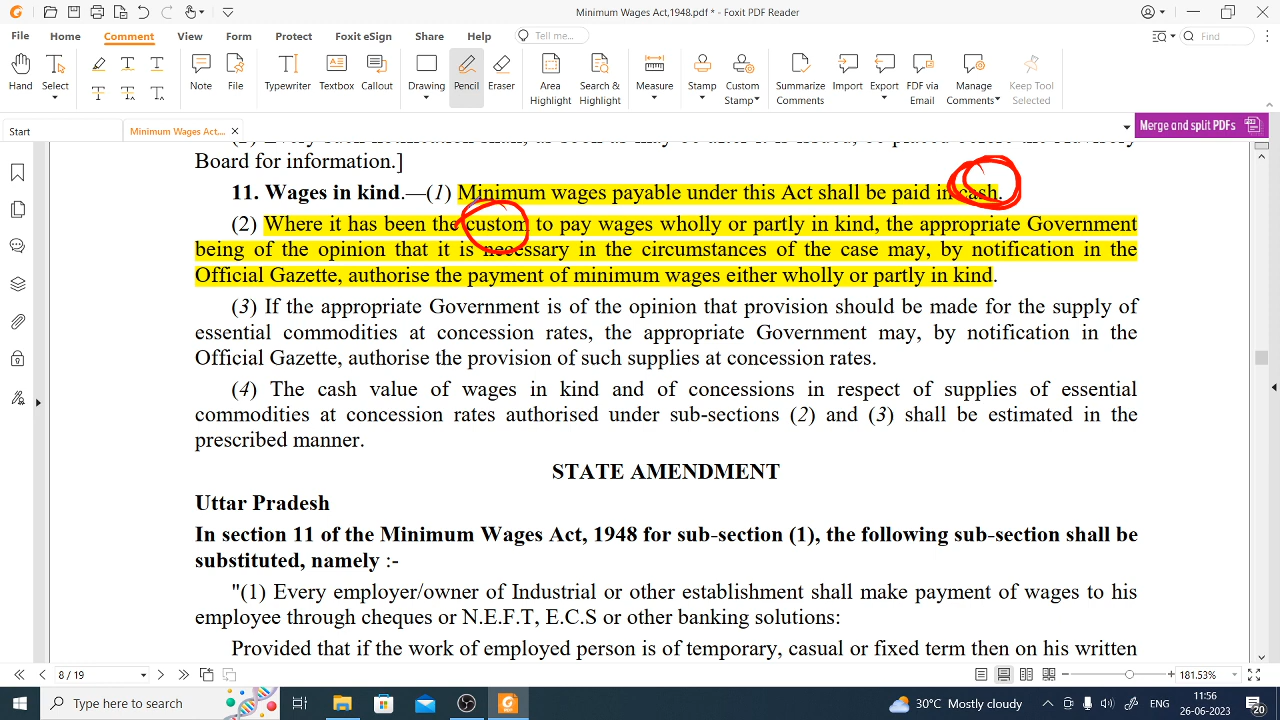 Minimum Wages Act,1948.pdf * - Foxit PDF Reader
File Home Comment View Form Protect Foxit eSign Share Help Tell me... Find
Hand Select Note File Typewriter Textbox Callout Drawing Pencil Eraser Area Highlight Search & Highlight Measure Stamp Custom Stamp Summarize Comments Import Export FDF via Email Manage Comments Keep Tool Selected
Start Minimum Wages Act,... Merge and split PDFs
Board for information.]
11. Wages in kind.—(1) Minimum wages payable under this Act shall be paid in cash.
(2) Where it has been the custom to pay wages wholly or partly in kind, the appropriate Government
being of the opinion that it is necessary in the circumstances of the case may, by notification in the
Official Gazette, authorise the payment of minimum wages either wholly or partly in kind.
(3) If the appropriate Government is of the opinion that provision should be made for the supply of
essential commodities at concession rates, the appropriate Government may, by notification in the
Official Gazette, authorise the provision of such supplies at concession rates.
(4) The cash value of wages in kind and of concessions in respect of supplies of essential
commodities at concession rates authorised under sub-sections (2) and (3) shall be estimated in the
prescribed manner.
STATE AMENDMENT
Uttar Pradesh
In section 11 of the Minimum Wages Act, 1948 for sub-section (1), the following sub-section shall be
substituted, namely :-
"(1) Every employer/owner of Industrial or other establishment shall make payment of wages to his
employee through cheques or N.E.F.T, E.C.S or other banking solutions:
Provided that if the work of employed person is of temporary, casual or fixed term then on his written
8 / 19 181.53%
Type here to search 30°C Mostly cloudy ENG 11:56
26-06-2023 20